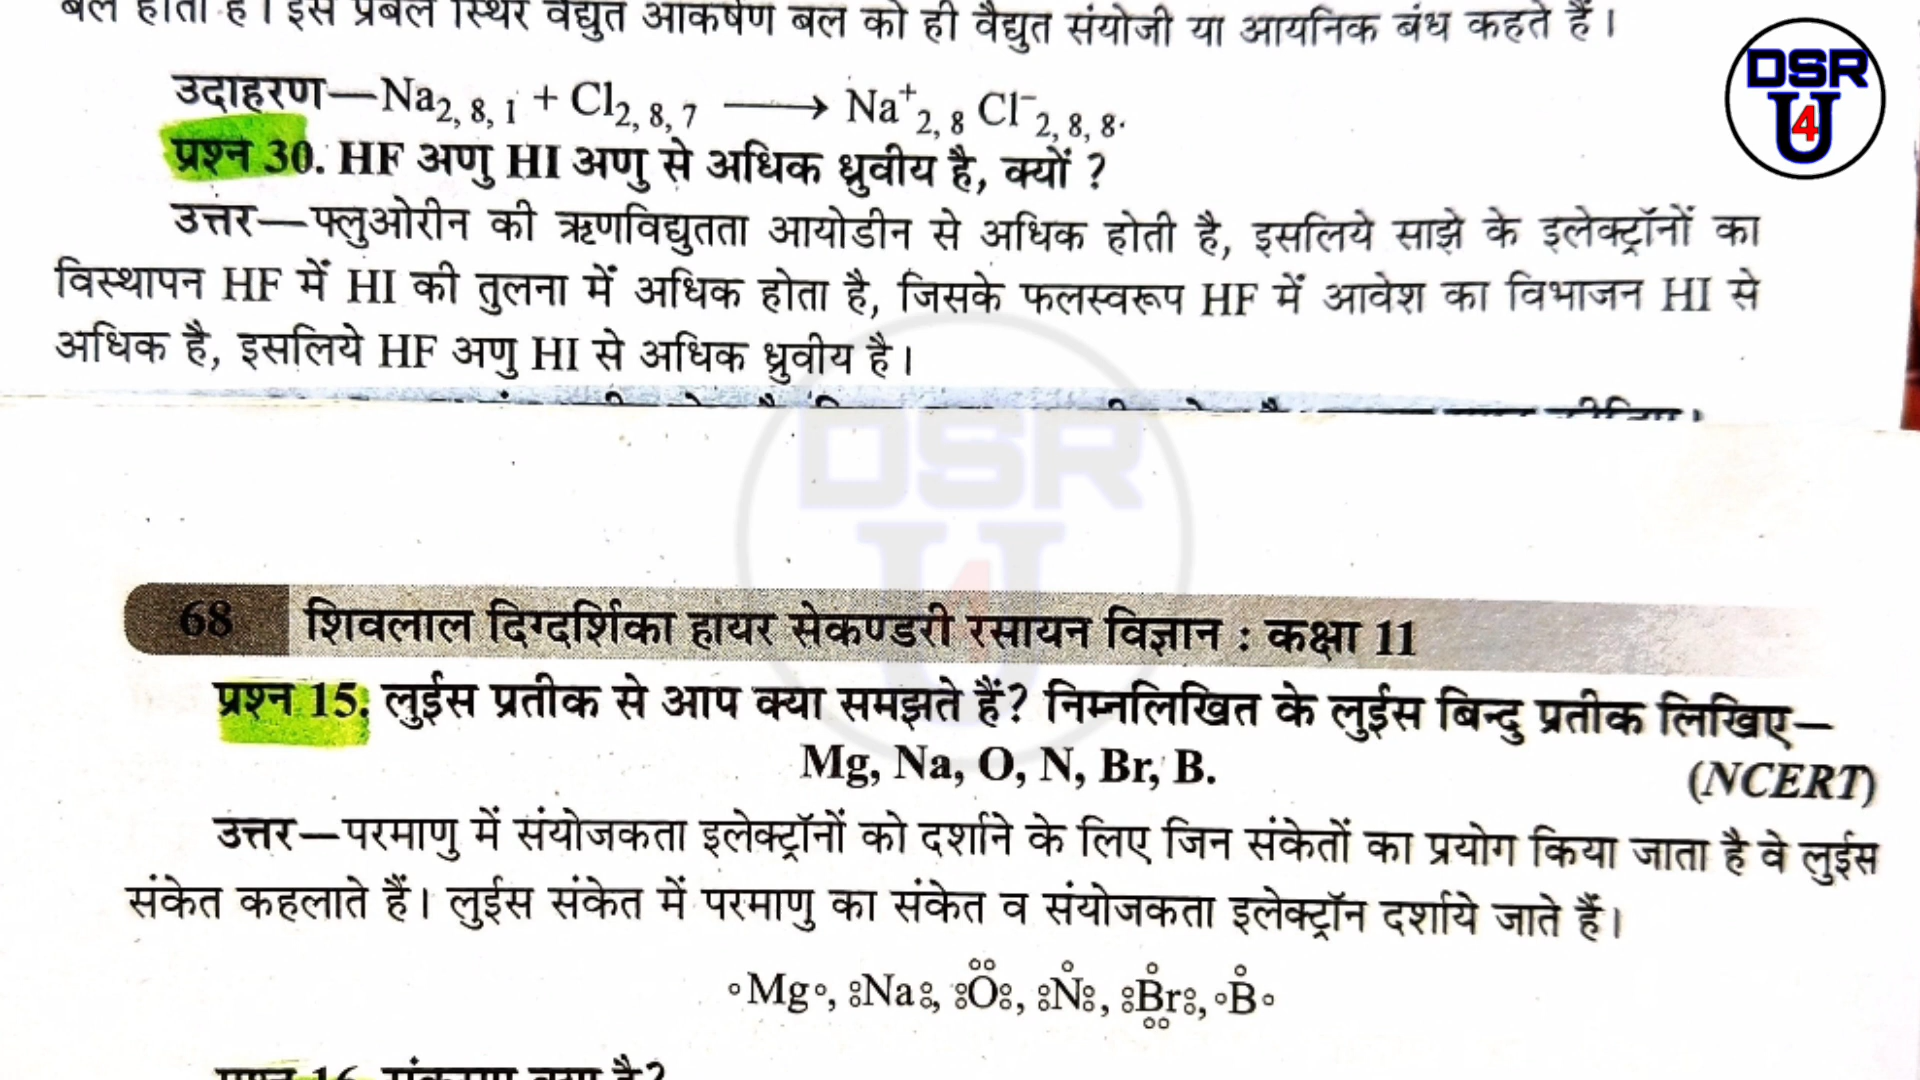 बल होता है। इस प्रबल स्थिर वैद्युत आकर्षण बल को ही वैद्युत संयोजी या आयनिक बंध कहते हैं।
DSR
U
4
उदाहरण—Na2, 8, 1 + Cl2, 8, 7 ⟶ Na⁺2, 8 Cl⁻2, 8, 8.
प्रश्न 30. HF अणु HI अणु से अधिक ध्रुवीय है, क्यों ?
उत्तर—फ्लुओरीन की ऋणविद्युतता आयोडीन से अधिक होती है, इसलिये साझे के इलेक्ट्रॉनों का
विस्थापन HF में HI की तुलना में अधिक होता है, जिसके फलस्वरूप HF में आवेश का विभाजन HI से
अधिक है, इसलिये HF अणु HI से अधिक ध्रुवीय है।
DSR
U
4
68 शिवलाल दिग्दर्शिका हायर सेकण्डरी रसायन विज्ञान : कक्षा 11
प्रश्न 15. लुईस प्रतीक से आप क्या समझते हैं? निम्नलिखित के लुईस बिन्दु प्रतीक लिखिए—
Mg, Na, O, N, Br, B.
(NCERT)
उत्तर—परमाणु में संयोजकता इलेक्ट्रॉनों को दर्शाने के लिए जिन संकेतों का प्रयोग किया जाता है वे लुईस
संकेत कहलाते हैं। लुईस संकेत में परमाणु का संकेत व संयोजकता इलेक्ट्रॉन दर्शाये जाते हैं।
Mg, Na, O, N, Br, B
प्रश्न 16. संकरण क्या है?